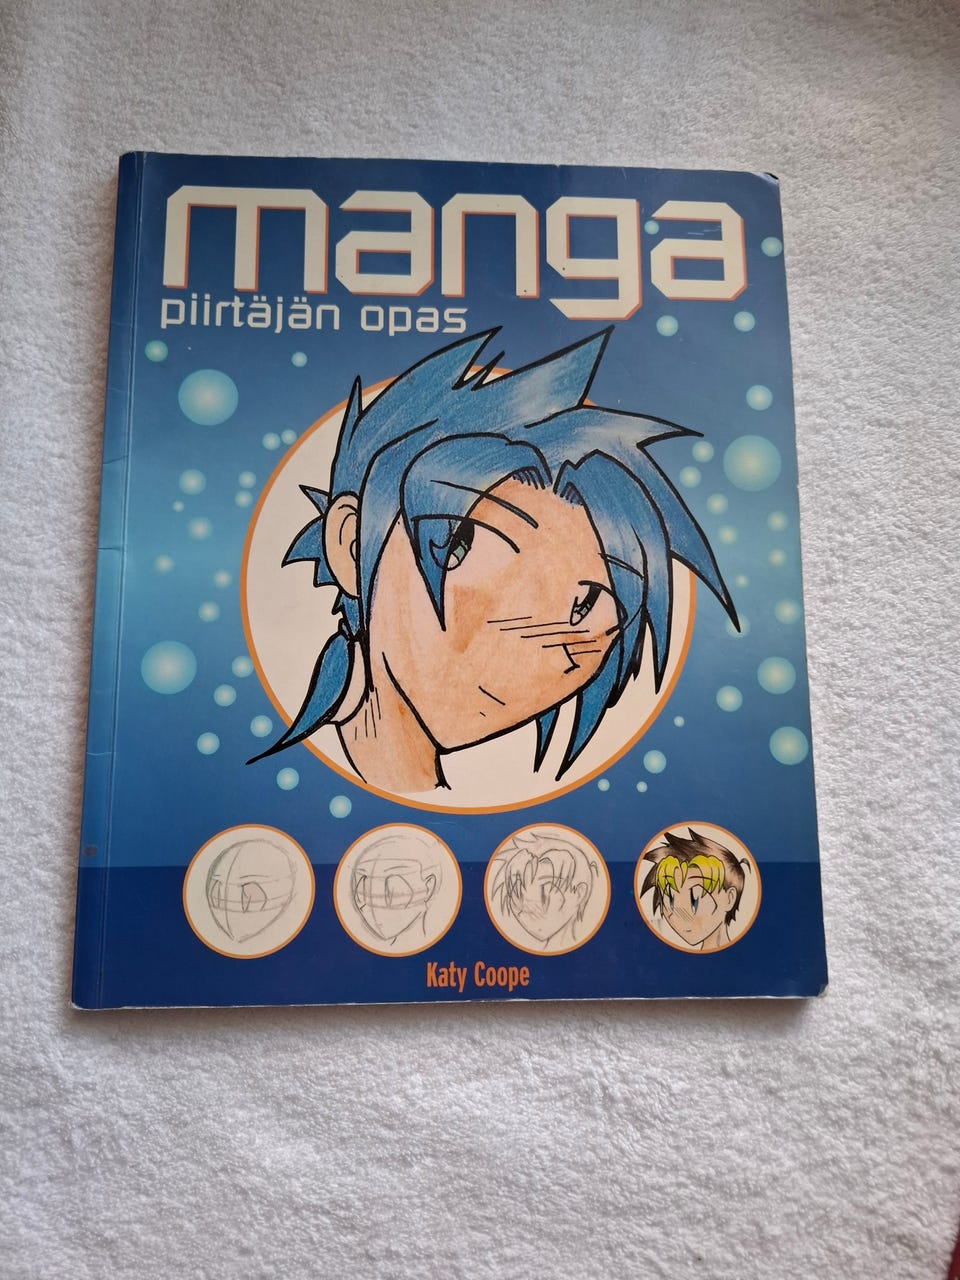 manga
piirtäjän opas
Katy Coope